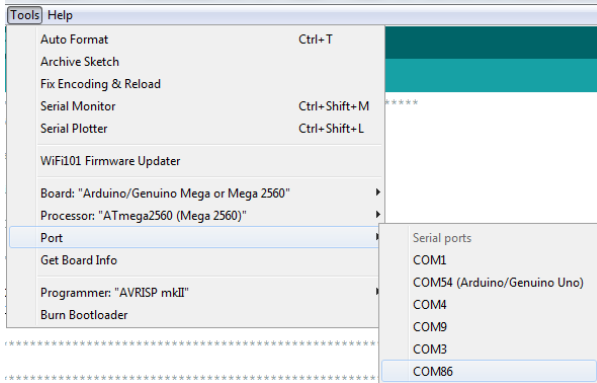 Tools Help
Auto Format Ctrl+T
Archive Sketch
Fix Encoding & Reload
Serial Monitor Ctrl+Shift+M
*****
Serial Plotter Ctrl+Shift+L
WiFi101 Firmware Updater
Board: "Arduino/Genuino Mega or Mega 2560"
Processor: "ATmega2560 (Mega 2560)"
Port
Get Board Info
Programmer: "AVRISP mkII"
Burn Bootloader
Serial ports
COM1
COM54 (Arduino/Genuino Uno)
COM4
COM9
COM3
COM86